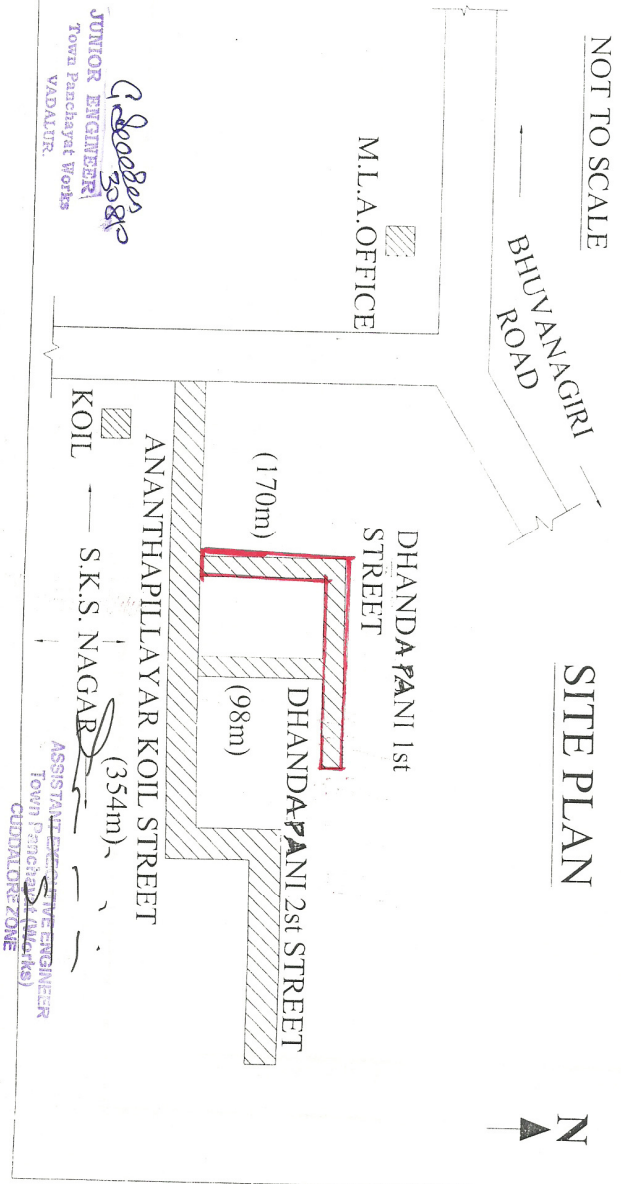 NOT TO SCALE
SITE PLAN
N
BHUVANAGIRI
ROAD
M.L.A.OFFICE
DHANDAPANI 1st
STREET
(170m)
DHANDAPANI 2st STREET
(98m)
ANANTHAPILLAYAR KOIL STREET
(354m)
KOIL
S.K.S. NAGAR
JUNIOR ENGINEER
Town Panchayat Works
VADALUR.
ASSISTANT EXECUTIVE ENGINEER
Town Panchayat (Works)
CUDDALORE ZONE